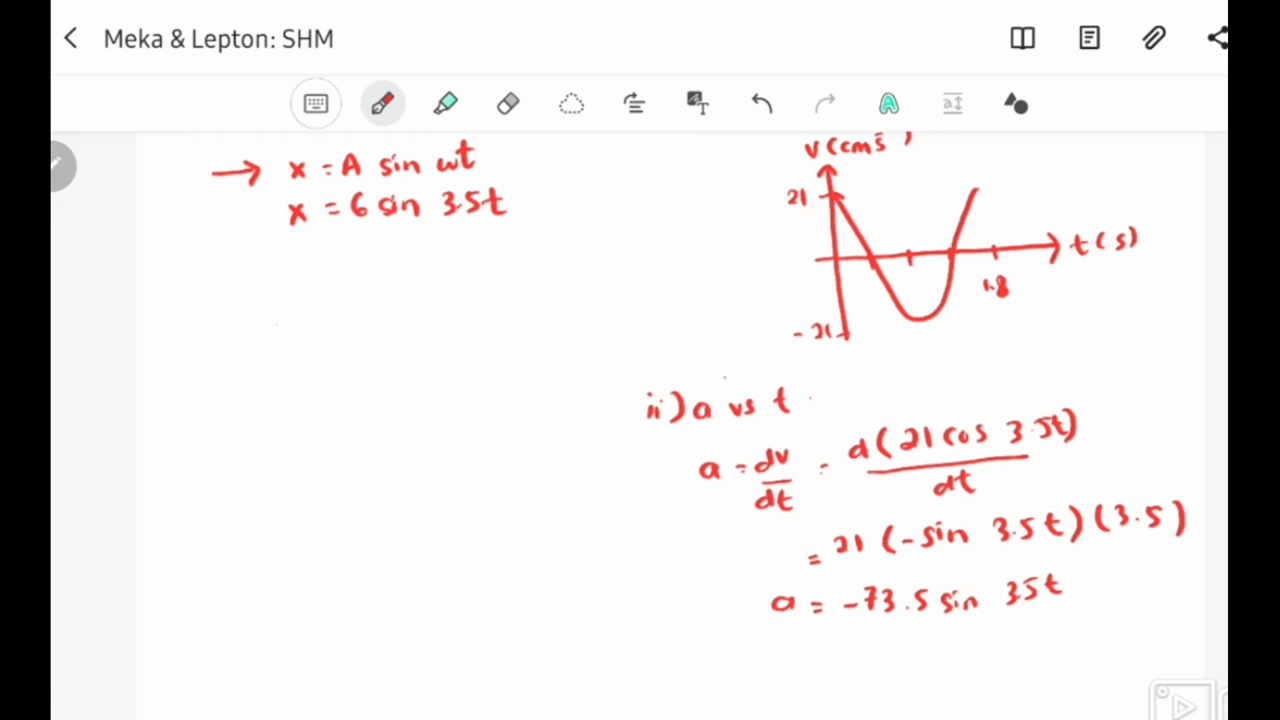 Meka & Lepton: SHM
→ x = A sin ωt
x = 6 sin 3.5t
v (cms⁻¹)
21
t (s)
1.8
- 21
ii) a vs t
a = dv/dt = d(21 cos 3.5t)/dt
= 21 (-sin 3.5t)(3.5)
a = -73.5 sin 3.5t